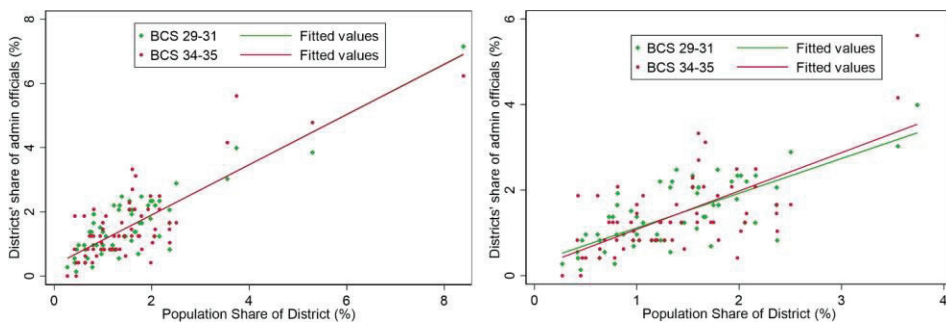 Districts' share of admin officials (%)
0 2 4 6 8
BCS 29-31 Fitted values
BCS 34-35 Fitted values
0 2 4 6 8
Population Share of District (%)
Districts' share of admin officials (%)
0 2 4 6
BCS 29-31 Fitted values
BCS 34-35 Fitted values
0 1 2 3 4
Population Share of District (%)